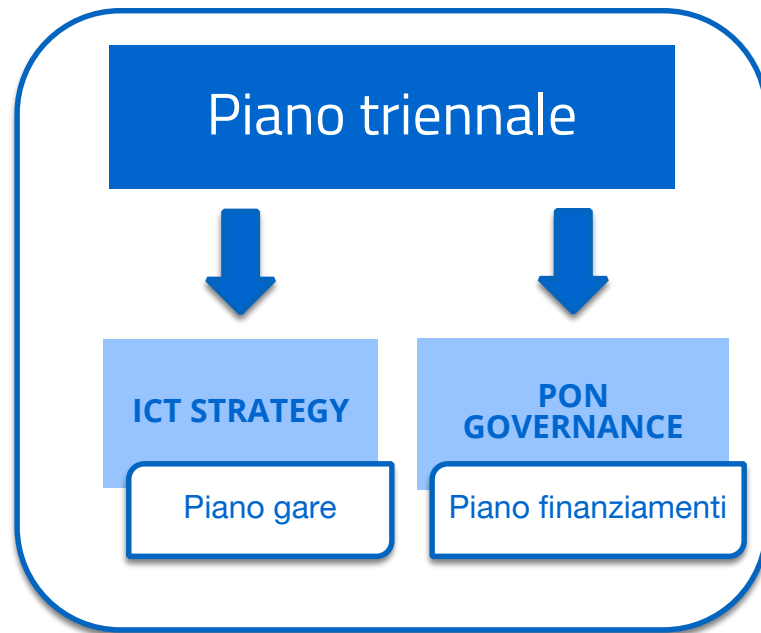 Piano triennale
ICT STRATEGY
Piano gare
PON
GOVERNANCE
Piano finanziamenti